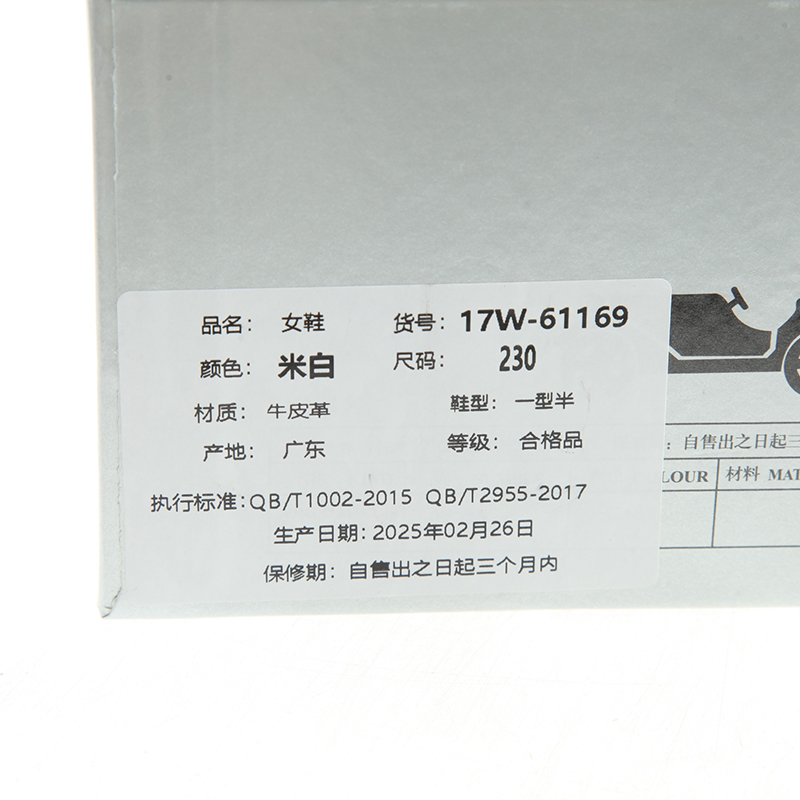 品名： 女鞋 货号：17W-61169
颜色： 米白 尺码： 230
材质： 牛皮革 鞋型： 一型半
产地： 广东 等级： 合格品
执行标准:QB/T1002-2015 QB/T2955-2017
生产日期: 2025年02月26日
保修期： 自售出之日起三个月内
：自售出之日起三
LOUR 材料 MAT